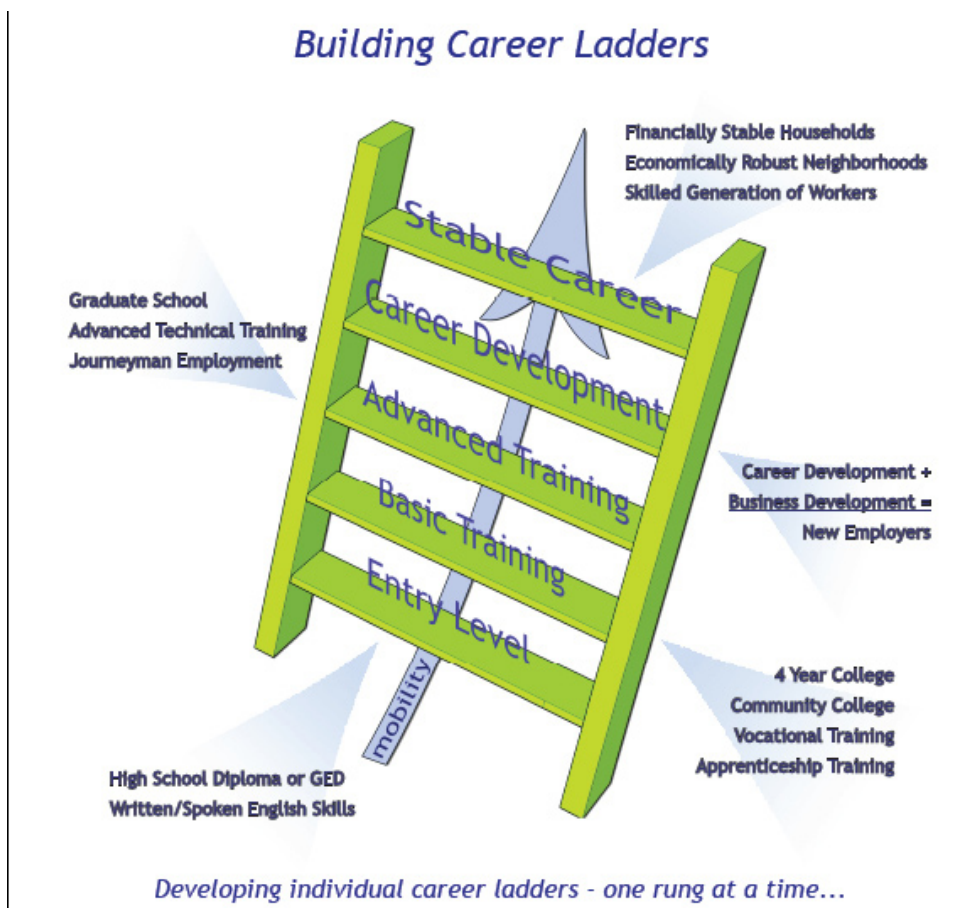 Building Career Ladders
Financially Stable Households
Economically Robust Neighborhoods
Skilled Generation of Workers
Stable Career
Graduate School
Advanced Technical Training
Journeyman Employment
Career Development
Advanced Training
Career Development +
Business Development =
New Employers
Basic Training
Entry Level
4 Year College
Community College
Vocational Training
Apprenticeship Training
mobility
High School Diploma or GED
Written/Spoken English Skills
Developing individual career ladders - one rung at a time...